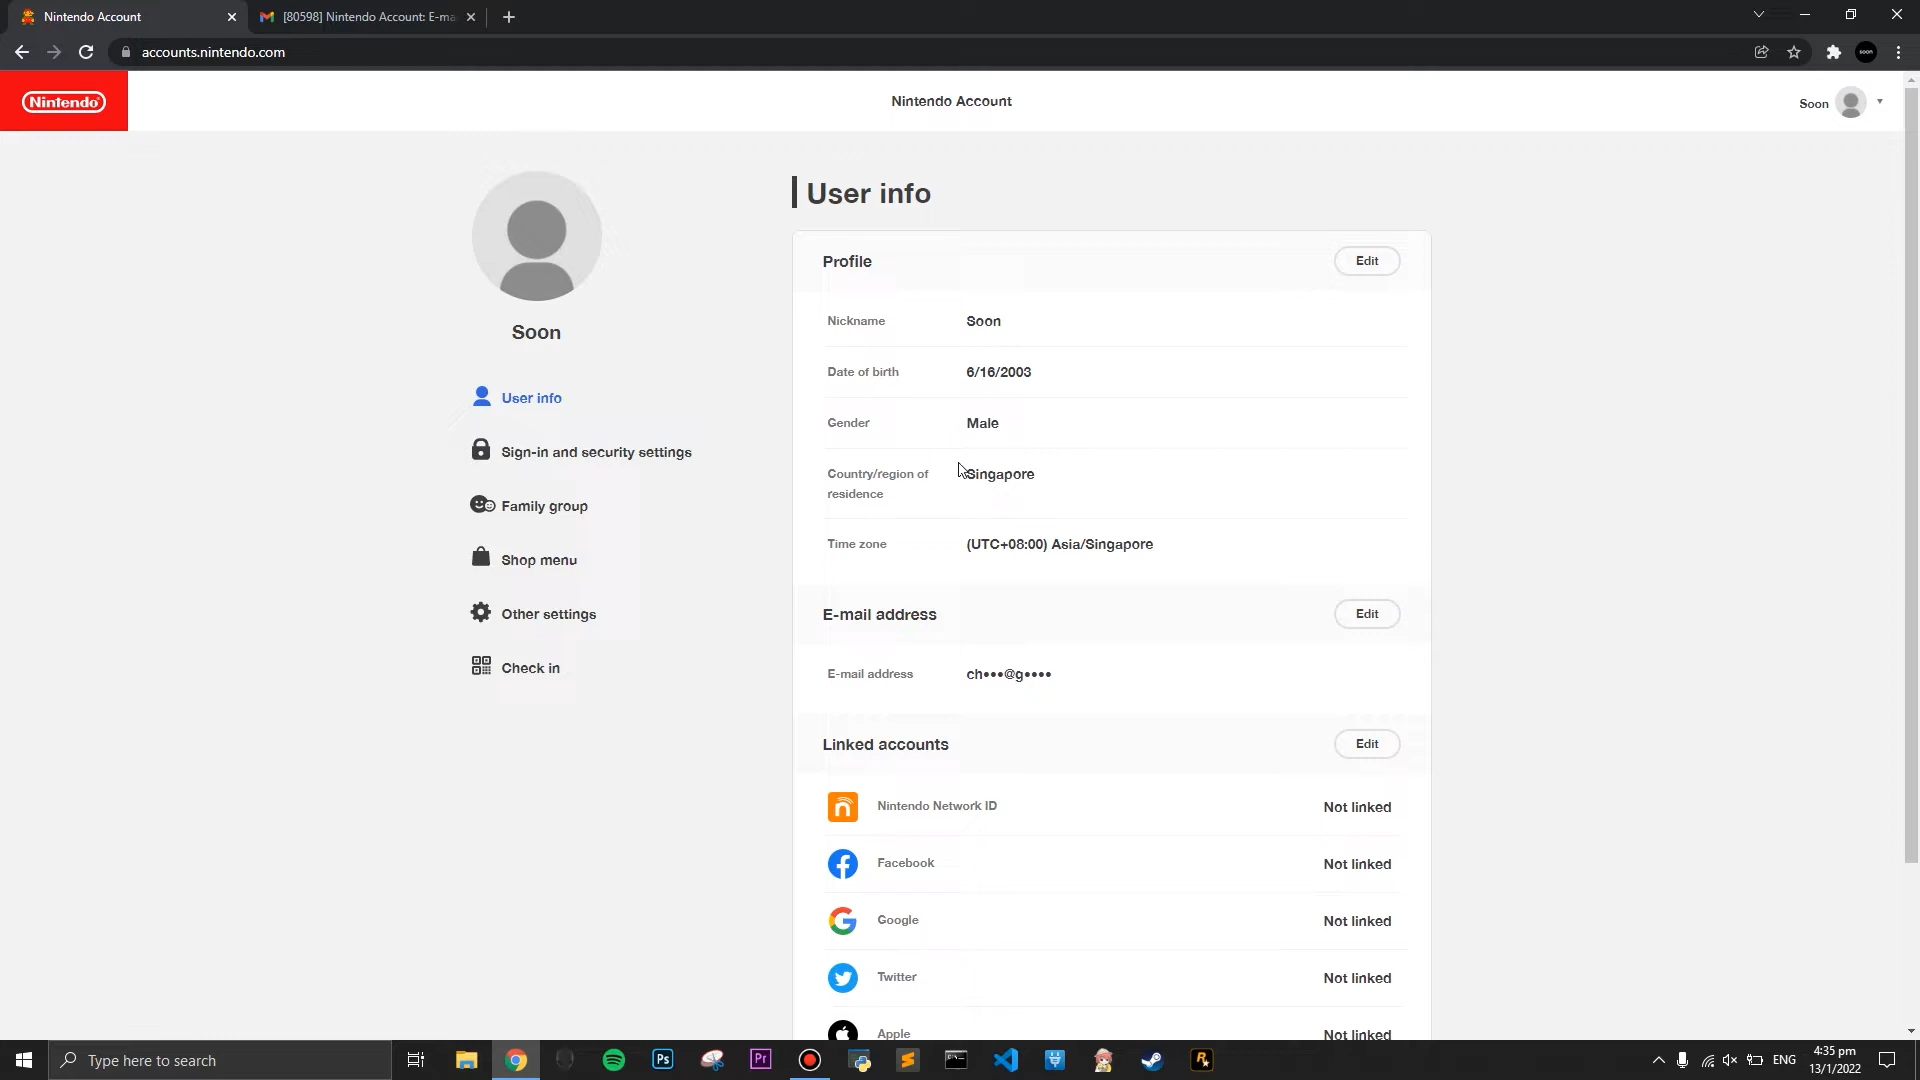 Nintendo Account
[80598] Nintendo Account: E-ma
accounts.nintendo.com
soon
Nintendo
Nintendo Account
Soon
Soon
User info
Sign-in and security settings
Family group
Shop menu
Other settings
Check in
User info
Profile
Edit
Nickname
Soon
Date of birth
6/16/2003
Gender
Male
Country/region of
residence
Singapore
Time zone
(UTC+08:00) Asia/Singapore
E-mail address
Edit
E-mail address
ch•••@g••••
Linked accounts
Edit
Nintendo Network ID
Not linked
Facebook
Not linked
Google
Not linked
Twitter
Not linked
Apple
Not linked
Type here to search
Ps
Pr
ENG
4:35 pm
13/1/2022